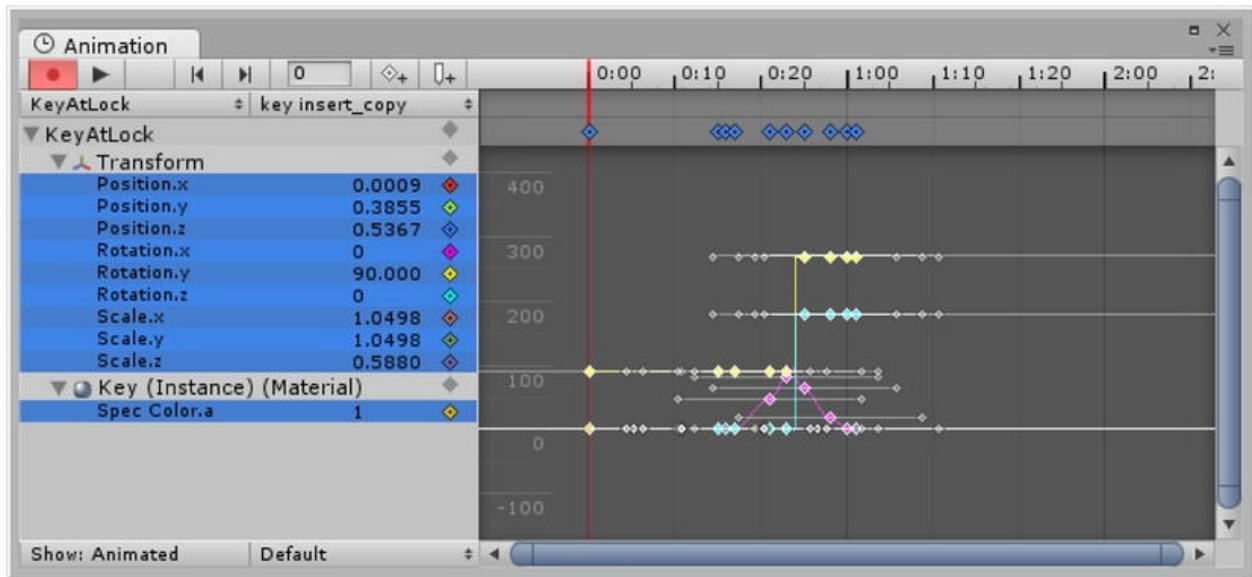 Animation
0
0:00 0:10 0:20 1:00 1:10 1:20 2:00 2:
KeyAtLock key insert_copy
KeyAtLock
Transform
Position.x 0.0009
Position.y 0.3855
Position.z 0.5367
Rotation.x 0
Rotation.y 90.000
Rotation.z 0
Scale.x 1.0498
Scale.y 1.0498
Scale.z 0.5880
Key (Instance) (Material)
Spec Color.a 1
400
300
200
100
0
-100
Show: Animated Default